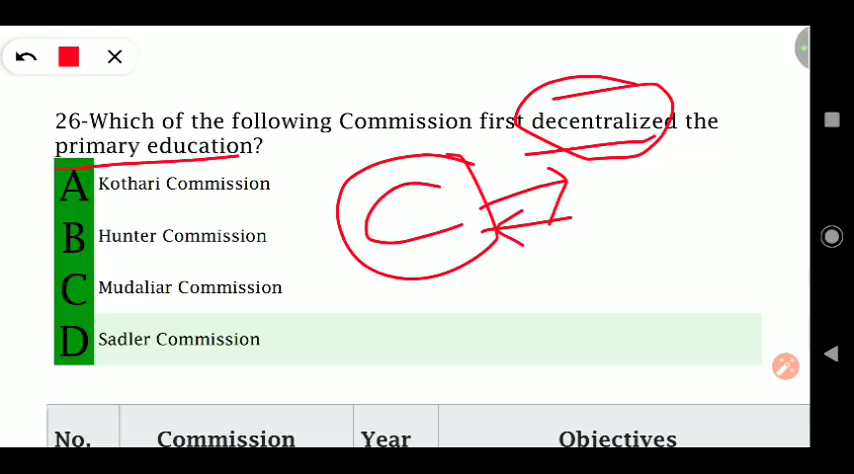 26-Which of the following Commission first decentralized the
primary education?
A Kothari Commission
B Hunter Commission
C Mudaliar Commission
D Sadler Commission
No. Commission Year Objectives